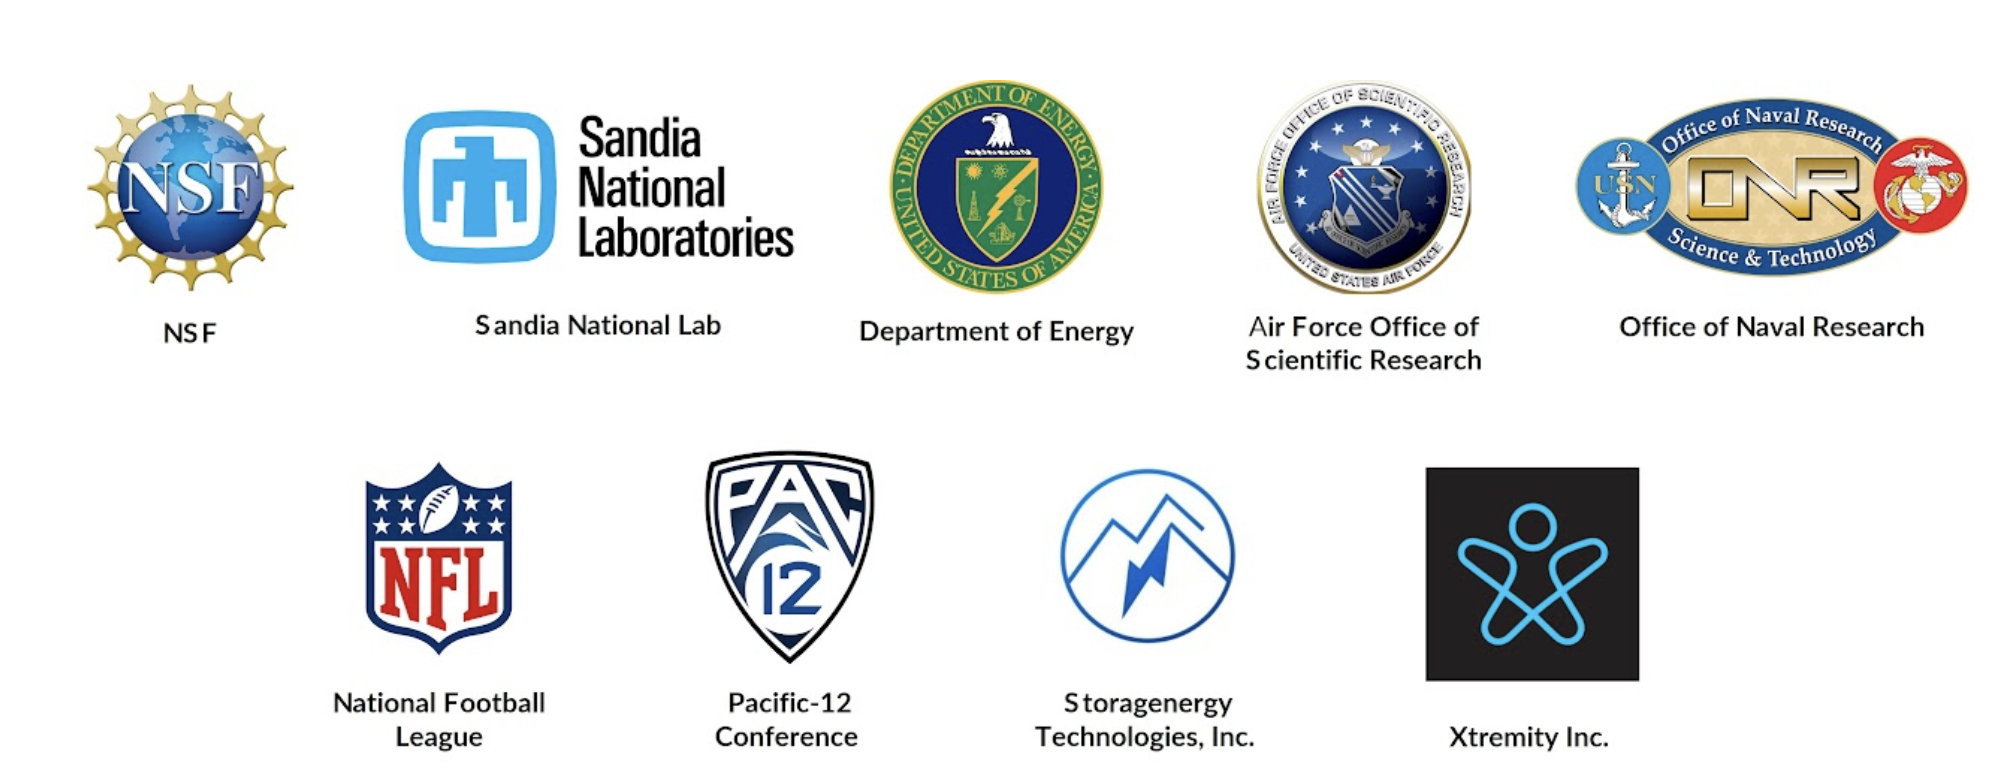 NSF
Sandia
National
Laboratories
DEPARTMENT OF ENERGY
UNITED STATES OF AMERICA
AIR FORCE OFFICE OF SCIENTIFIC RESEARCH
UNITED STATES AIR FORCE
Office of Naval Research
USN
ONR
Science & Technology
NSF
Sandia National Lab
Department of Energy
Air Force Office of
Scientific Research
Office of Naval Research
NFL
PAC
12
National Football
League
Pacific-12
Conference
Storagenergy
Technologies, Inc.
Xtremity Inc.